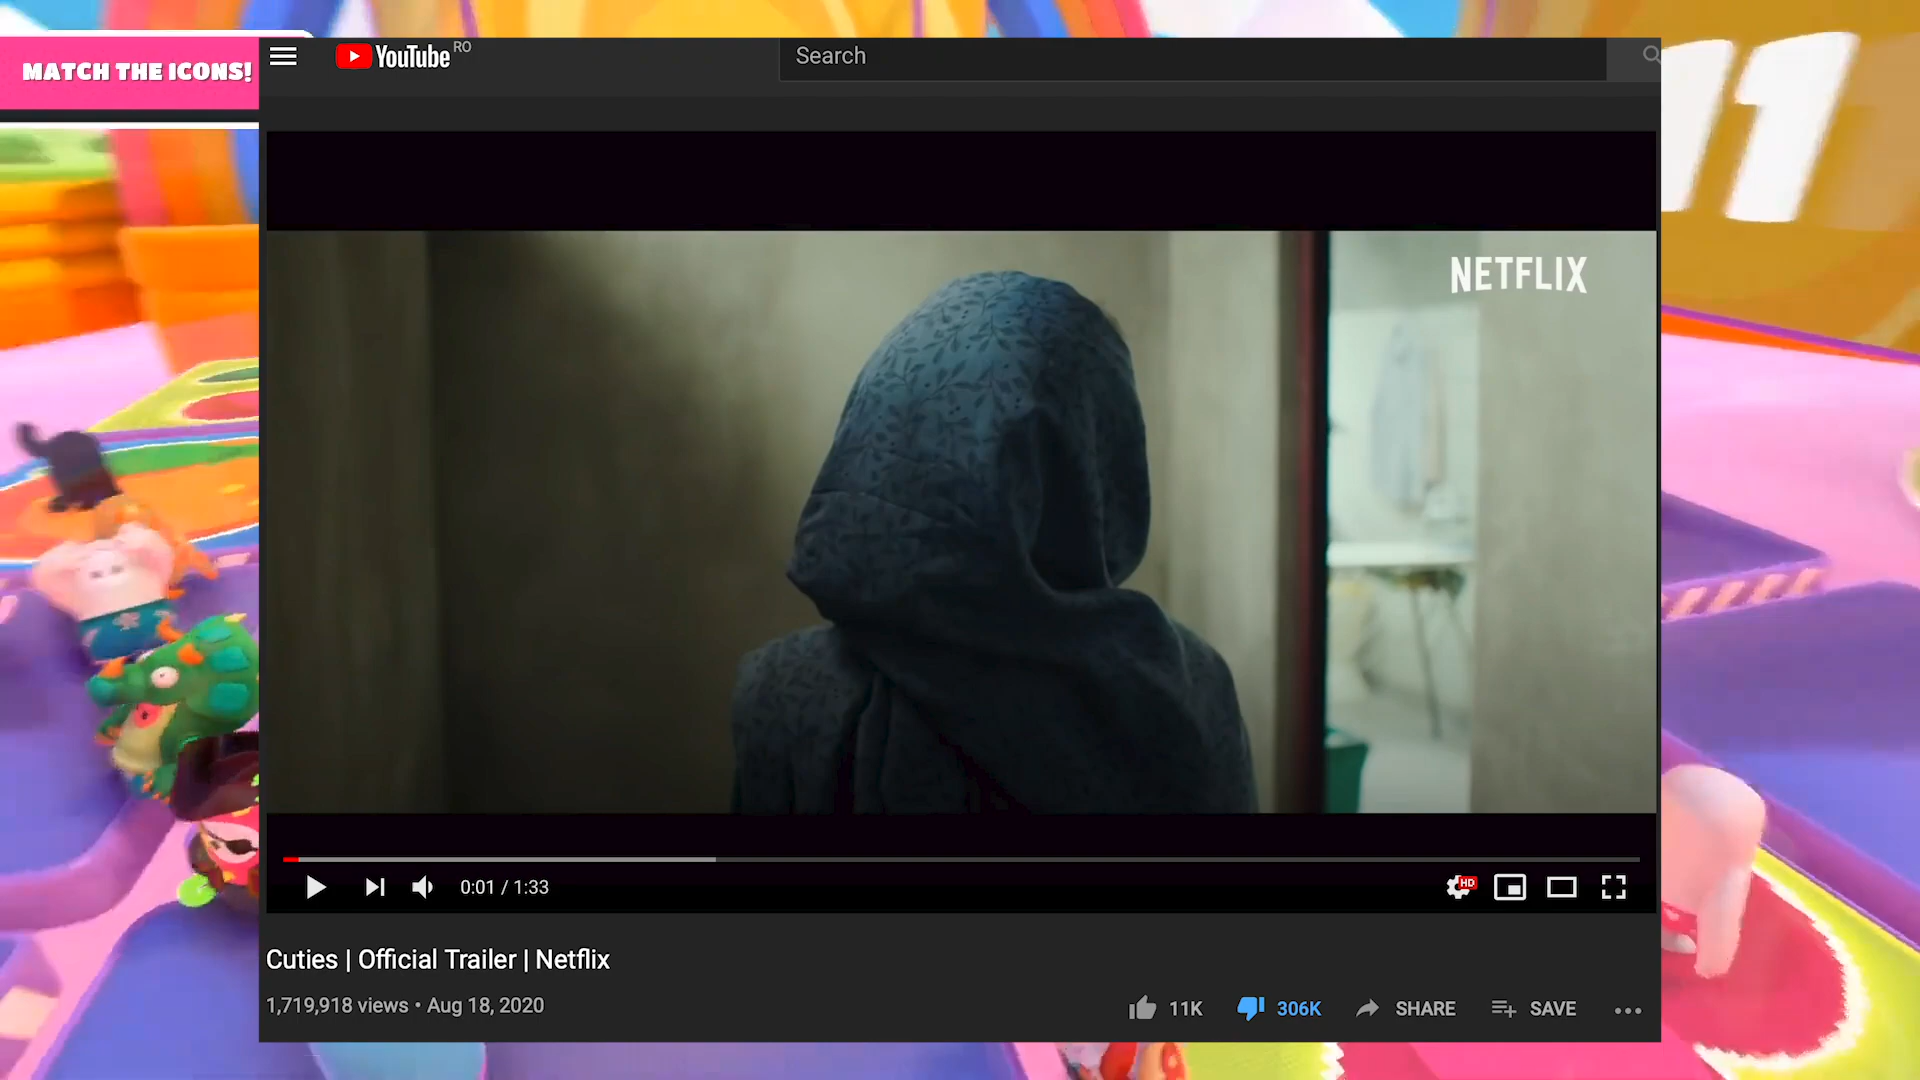 MATCH THE ICONS!
YouTube RO
Search
11
NETFLIX
0:01 / 1:33
HD
Cuties | Official Trailer | Netflix
1,719,918 views • Aug 18, 2020
11K
306K
SHARE
SAVE